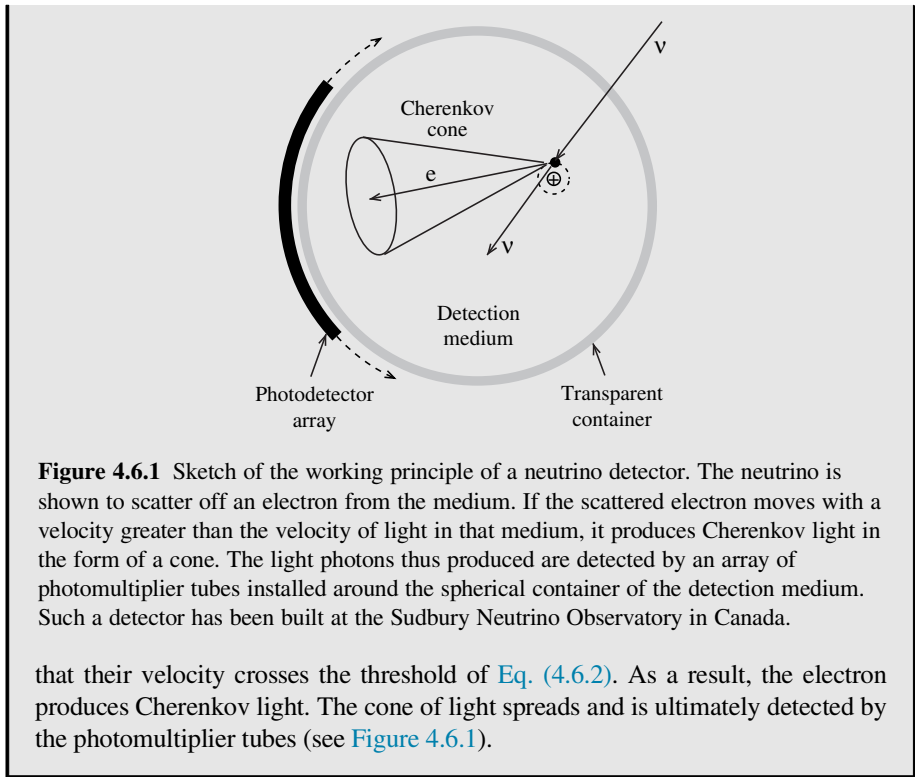 ν
Cherenkov
cone
e
⊕
ν
Detection
medium
Photodetector
array
Transparent
container
Figure 4.6.1 Sketch of the working principle of a neutrino detector. The neutrino is
shown to scatter off an electron from the medium. If the scattered electron moves with a
velocity greater than the velocity of light in that medium, it produces Cherenkov light in
the form of a cone. The light photons thus produced are detected by an array of
photomultiplier tubes installed around the spherical container of the detection medium.
Such a detector has been built at the Sudbury Neutrino Observatory in Canada.
that their velocity crosses the threshold of Eq. (4.6.2). As a result, the electron
produces Cherenkov light. The cone of light spreads and is ultimately detected by
the photomultiplier tubes (see Figure 4.6.1).